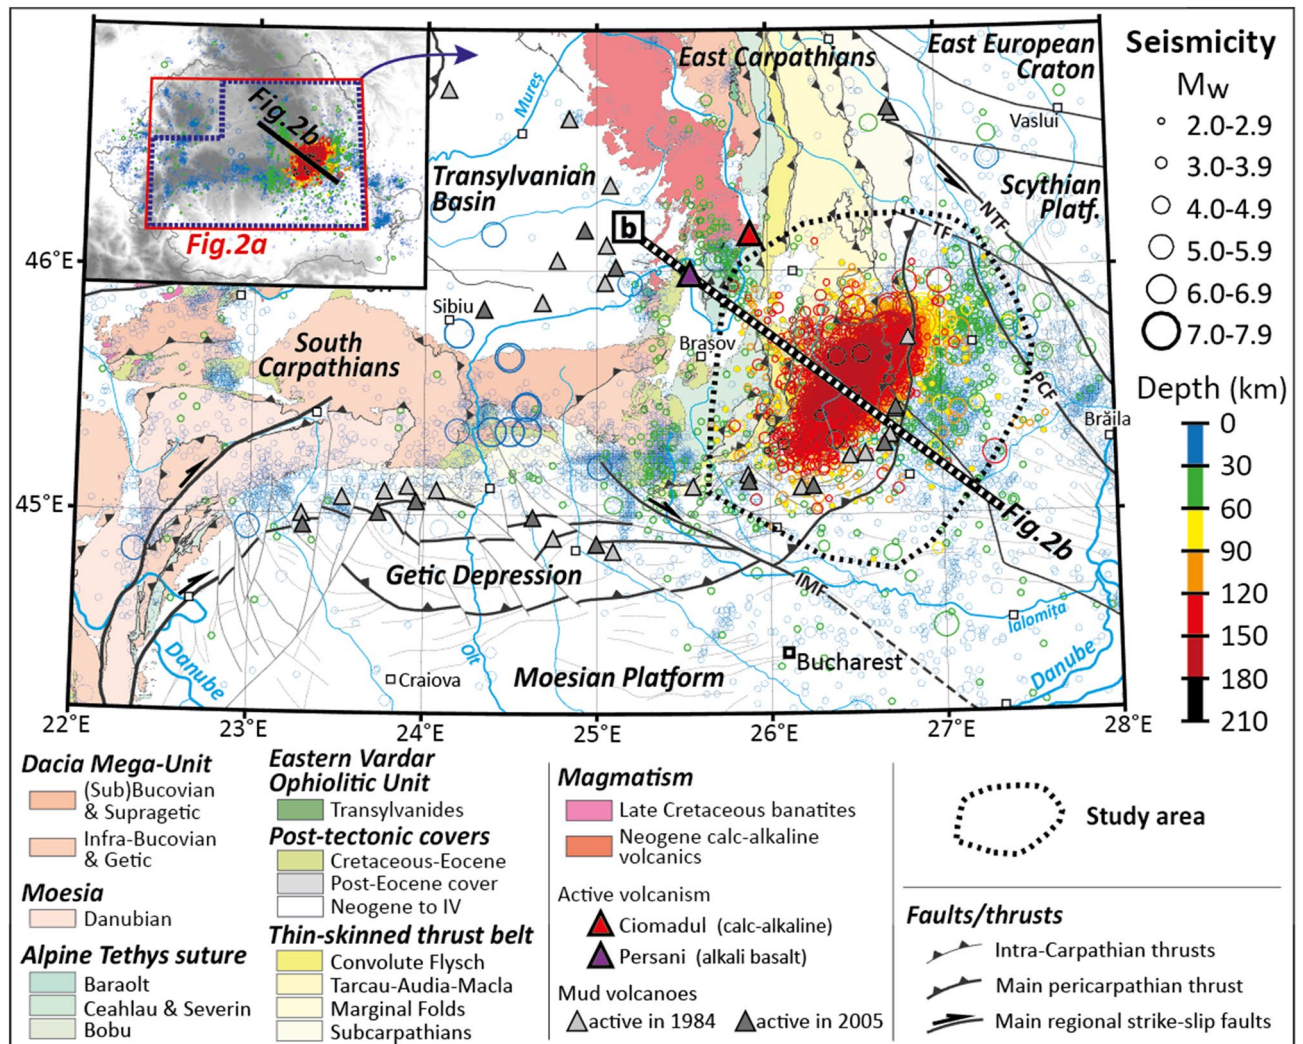 Fig.2b
Fig.2a
Mureş
East Carpathians
East European
Craton
Vaslui
Transylvanian
Basin
Scythian
Platf.
NTF
TF
b
46°E
Sibiu
Braşov
South
Carpathians
PCF
Brăila
45°E
Fig.2b
Getic Depression
IMF
Ialomiţa
Danube
Olt
Bucharest
Craiova
Moesian Platform
Danube
22°E
23°E
24°E
25°E
26°E
27°E
28°E
Seismicity
Mw
2.0-2.9
3.0-3.9
4.0-4.9
5.0-5.9
6.0-6.9
7.0-7.9
Depth (km)
0
30
60
90
120
150
180
210
Dacia Mega-Unit
(Sub)Bucovian
& Supragetic
Infra-Bucovian
& Getic
Moesia
Danubian
Alpine Tethys suture
Baraolt
Ceahlau & Severin
Bobu
Eastern Vardar
Ophiolitic Unit
Transylvanides
Post-tectonic covers
Cretaceous-Eocene
Post-Eocene cover
Neogene to IV
Thin-skinned thrust belt
Convolute Flysch
Tarcau-Audia-Macla
Marginal Folds
Subcarpathians
Magmatism
Late Cretaceous banatites
Neogene calc-alkaline
volcanics
Active volcanism
Ciomadul (calc-alkaline)
Persani (alkali basalt)
Mud volcanoes
active in 1984
active in 2005
Study area
Faults/thrusts
Intra-Carpathian thrusts
Main pericarpathian thrust
Main regional strike-slip faults